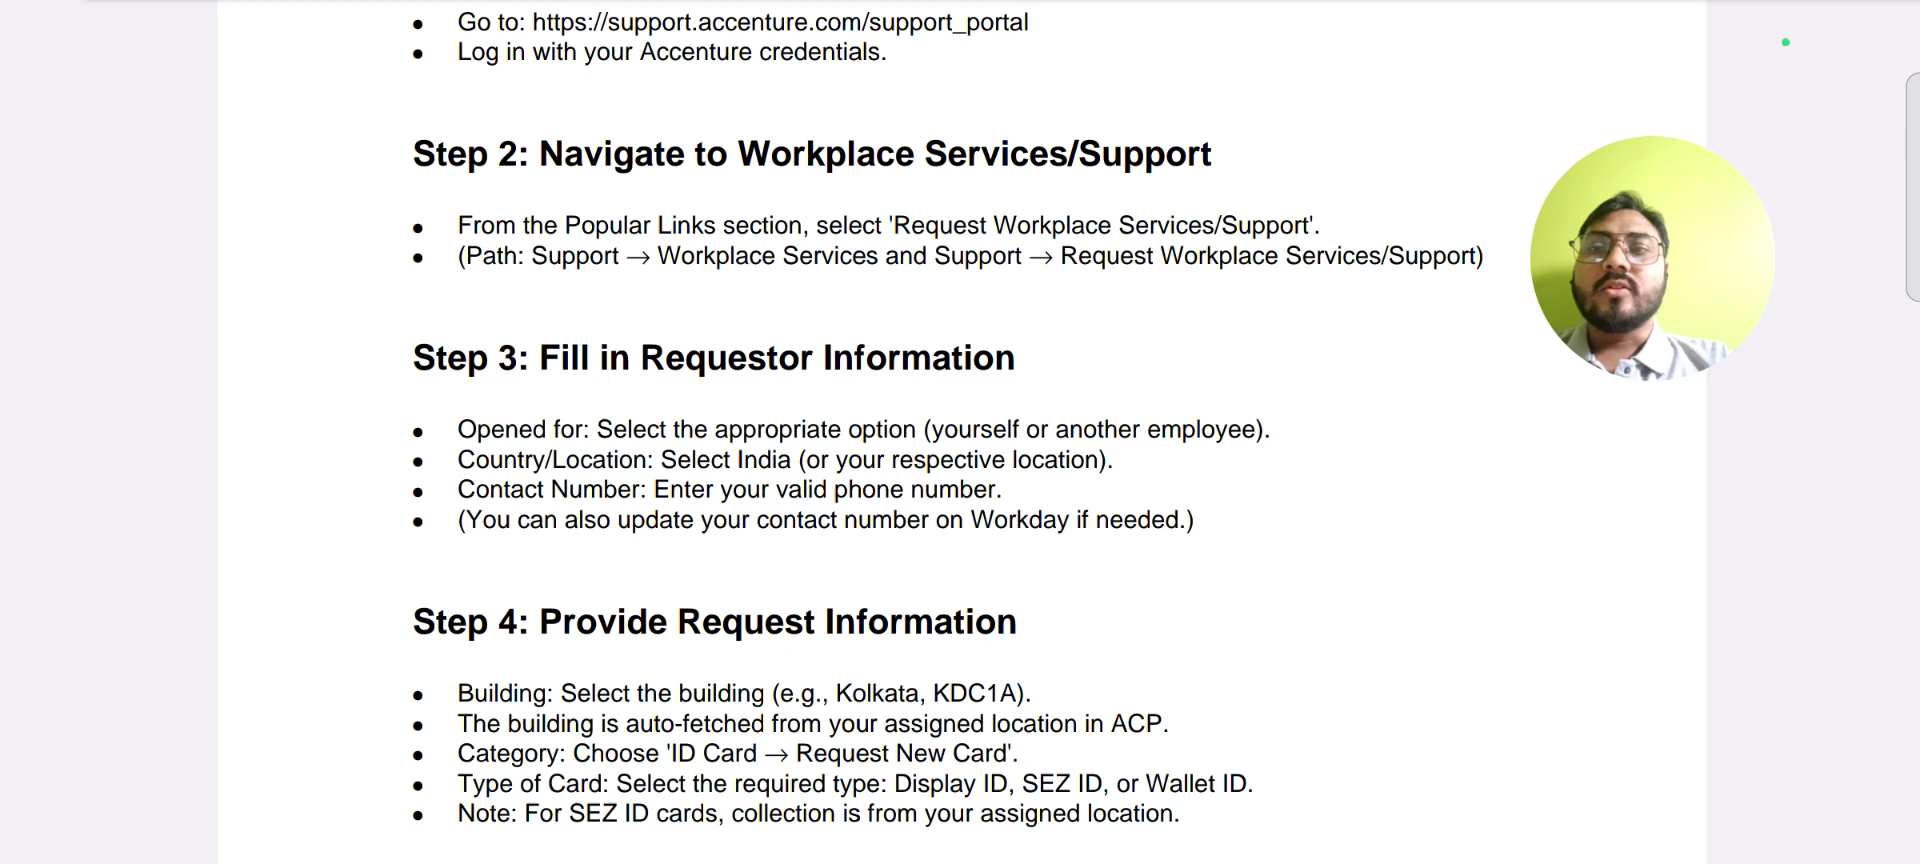 • Go to: https://support.accenture.com/support_portal
• Log in with your Accenture credentials.
Step 2: Navigate to Workplace Services/Support
• From the Popular Links section, select 'Request Workplace Services/Support'.
• (Path: Support → Workplace Services and Support → Request Workplace Services/Support)
Step 3: Fill in Requestor Information
• Opened for: Select the appropriate option (yourself or another employee).
• Country/Location: Select India (or your respective location).
• Contact Number: Enter your valid phone number.
• (You can also update your contact number on Workday if needed.)
Step 4: Provide Request Information
• Building: Select the building (e.g., Kolkata, KDC1A).
• The building is auto-fetched from your assigned location in ACP.
• Category: Choose 'ID Card → Request New Card'.
• Type of Card: Select the required type: Display ID, SEZ ID, or Wallet ID.
• Note: For SEZ ID cards, collection is from your assigned location.